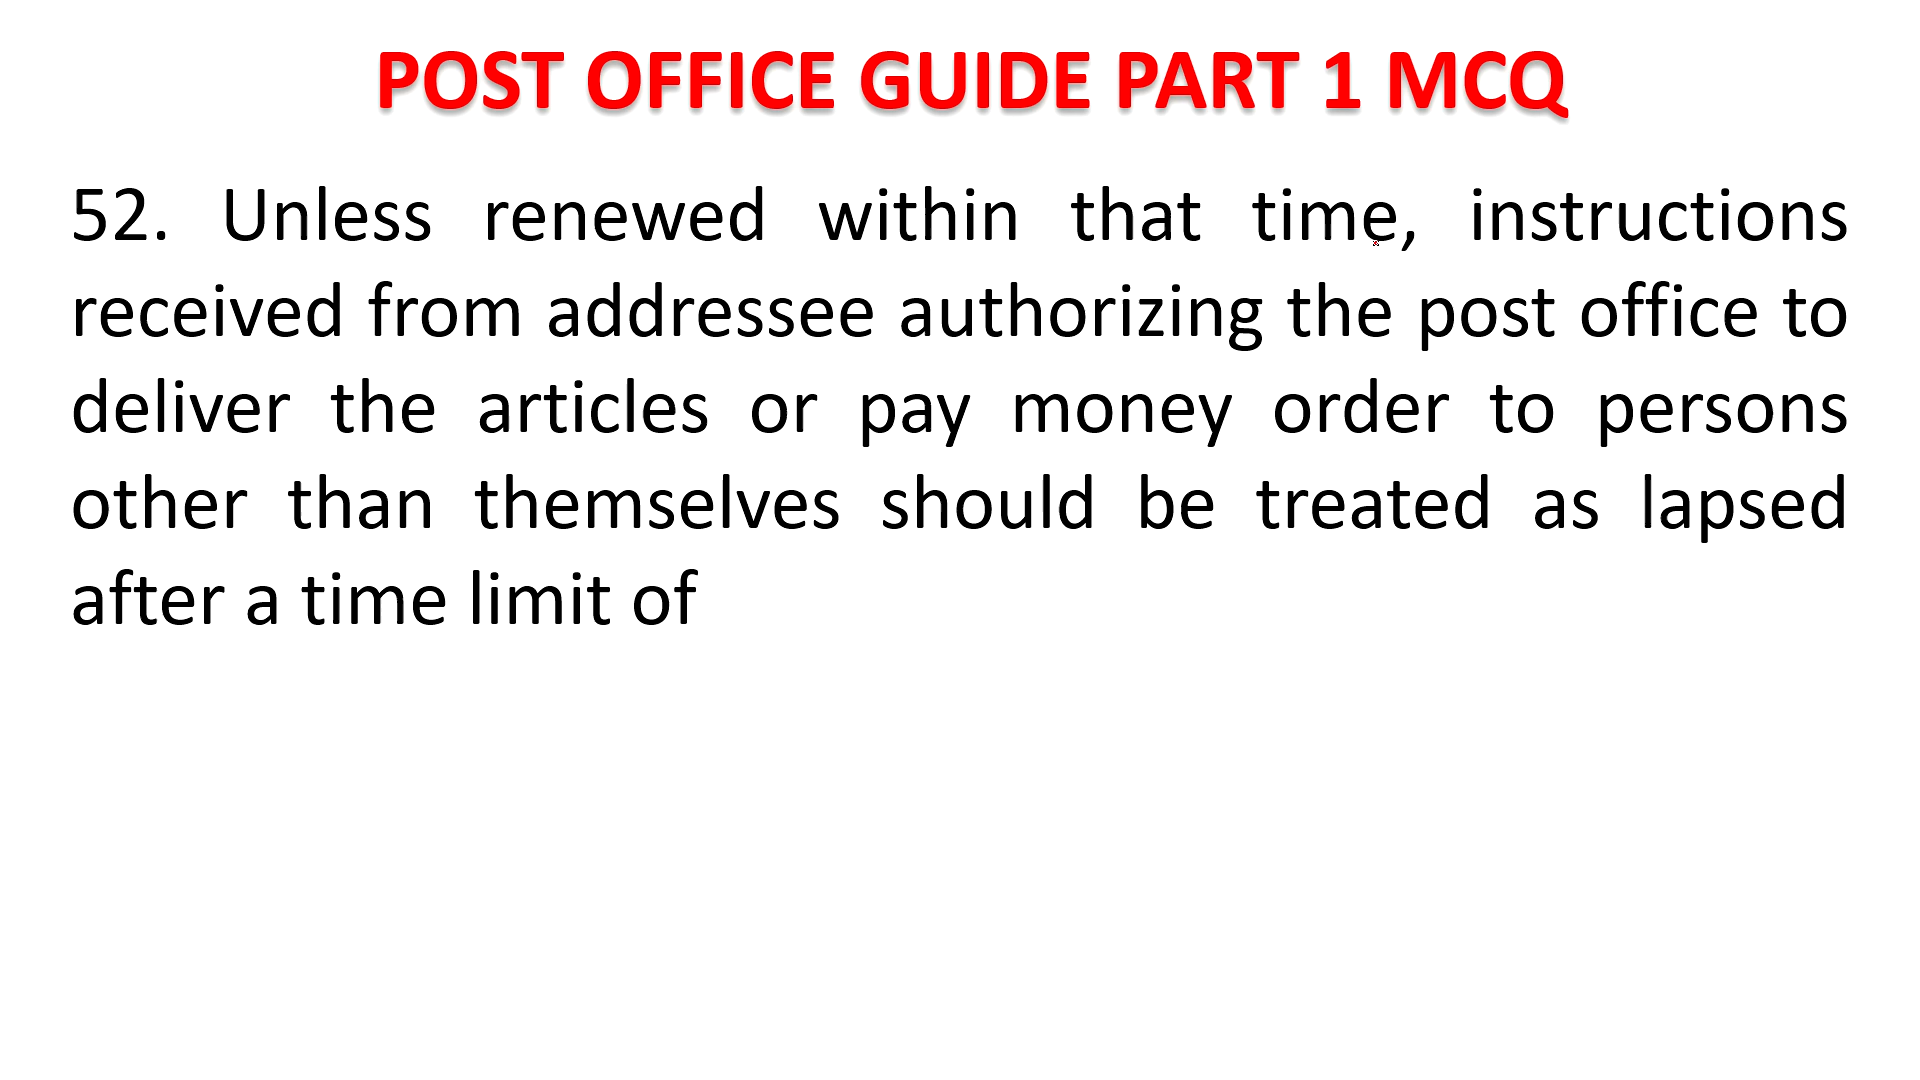 POST OFFICE GUIDE PART 1 MCQ
52. Unless renewed within that time, instructions
received from addressee authorizing the post office to
deliver the articles or pay money order to persons
other than themselves should be treated as lapsed
after a time limit of